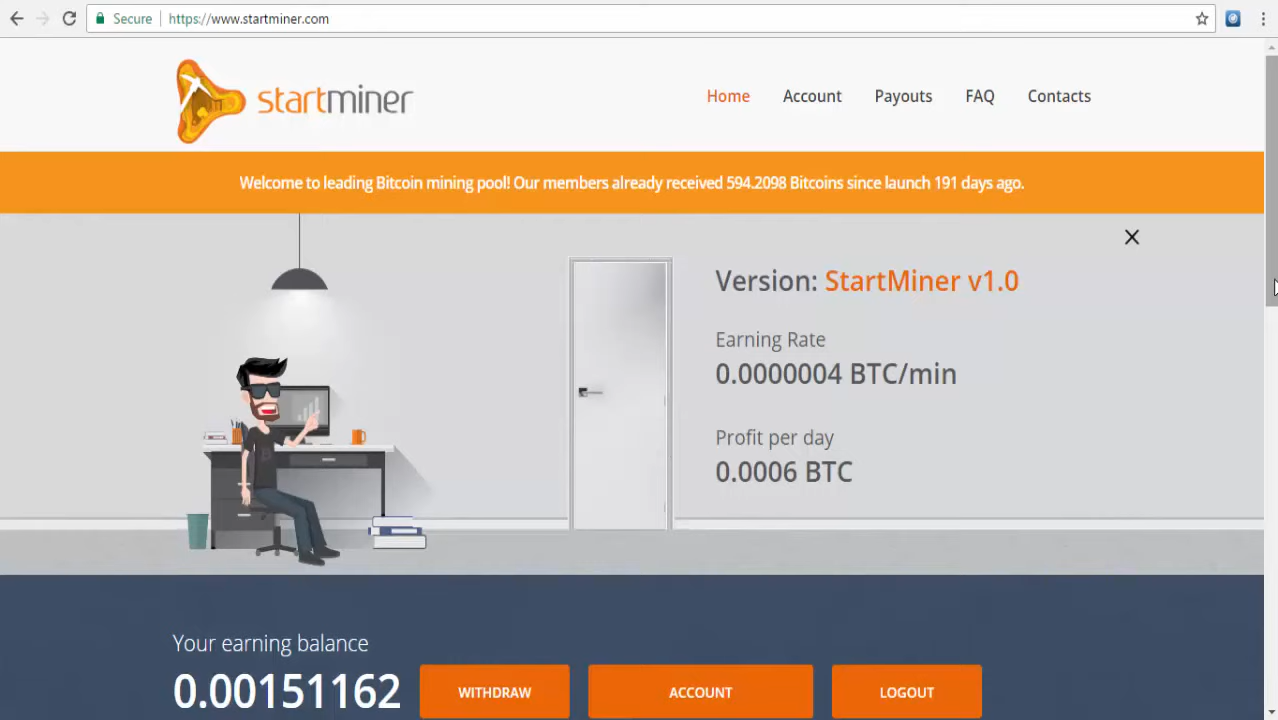 Secure https://www.startminer.com
startminer
Home Account Payouts FAQ Contacts
Welcome to leading Bitcoin mining pool! Our members already received 594.2098 Bitcoins since launch 191 days ago.
Version: StartMiner v1.0
Earning Rate
0.0000004 BTC/min
Profit per day
0.0006 BTC
Your earning balance
0.00151162 WITHDRAW ACCOUNT LOGOUT